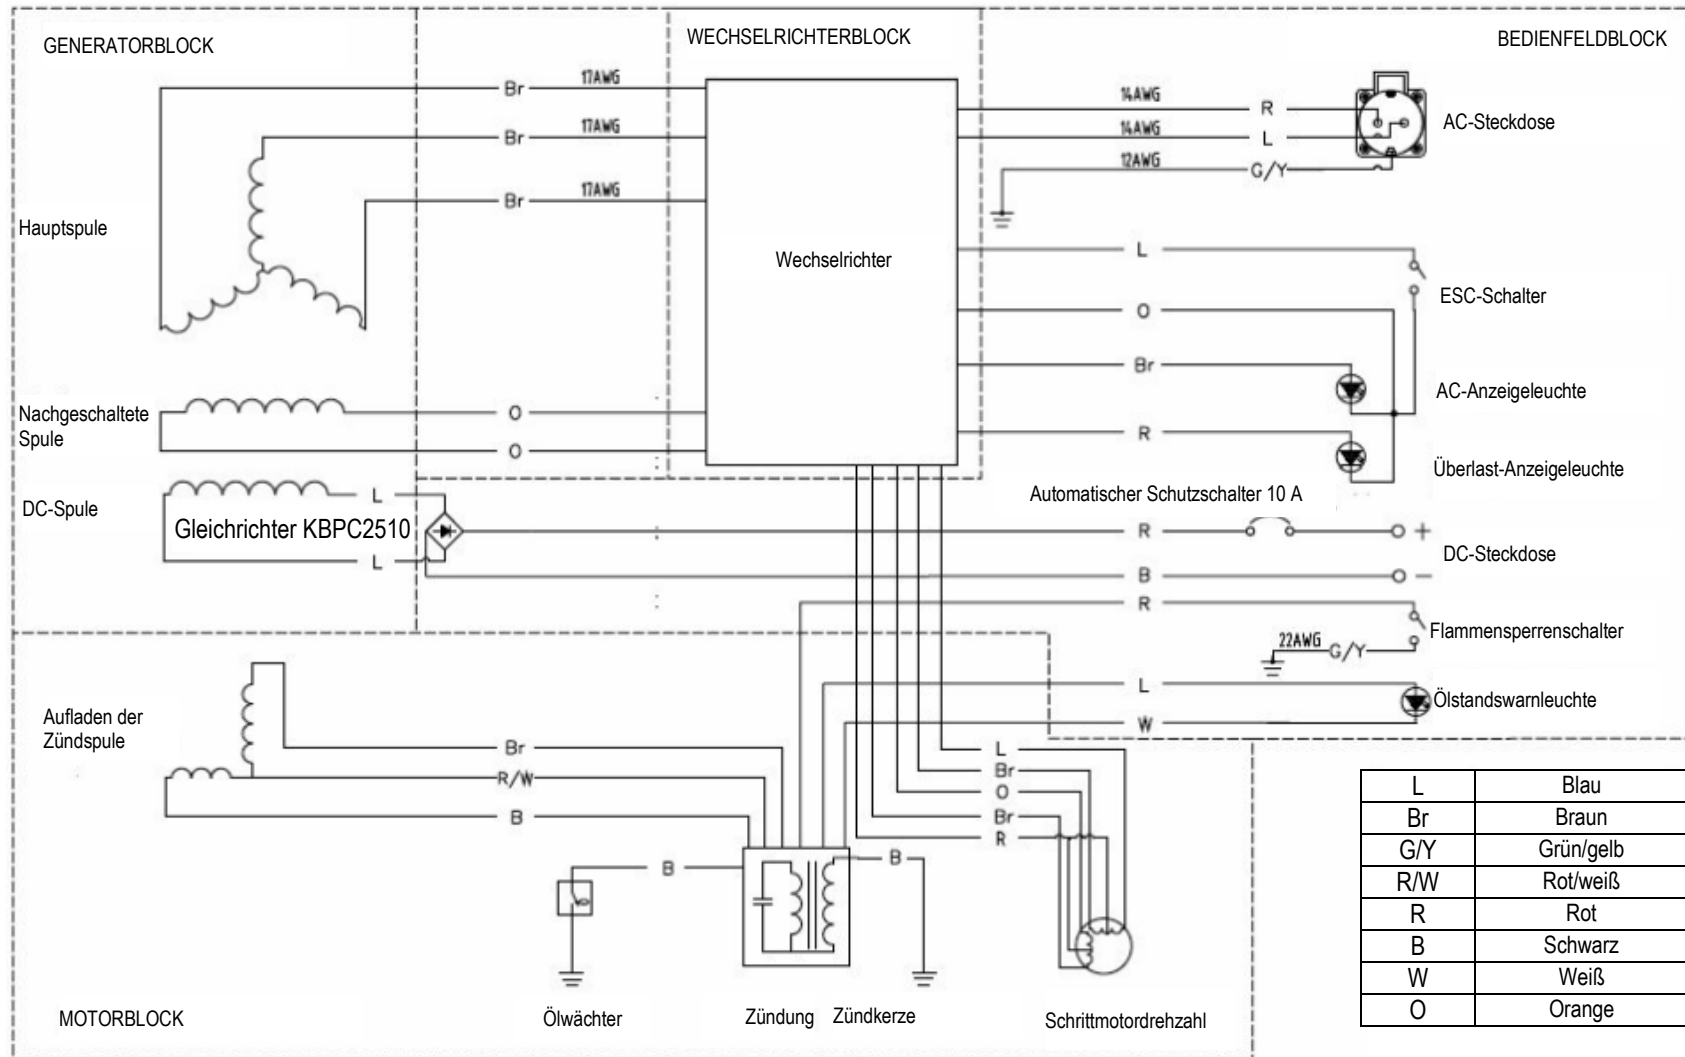 GENERATORBLOCK
WECHSELRICHTERBLOCK
BEDIENFELDBLOCK
Br 17AWG
Br 17AWG
Br 17AWG
Hauptspule
Wechselrichter
14AWG R
14AWG L
12AWG G/Y
AC-Steckdose
L
ESC-Schalter
O
Br
AC-Anzeigeleuchte
R
Überlast-Anzeigeleuchte
Nachgeschaltete
Spule
O
O
DC-Spule
L
Gleichrichter KBPC2510
L
Automatischer Schutzschalter 10 A
R
+
DC-Steckdose
B
−
R
Flammensperrenschalter
22AWG G/Y
L
Ölstandswarnleuchte
W
Aufladen der
Zündspule
Br
R/W
B
L
Br
O
Br
R
B
B
MOTORBLOCK
Ölwächter
Zündung
Zündkerze
Schrittmotordrehzahl
L Blau
Br Braun
G/Y Grün/gelb
R/W Rot/weiß
R Rot
B Schwarz
W Weiß
O Orange